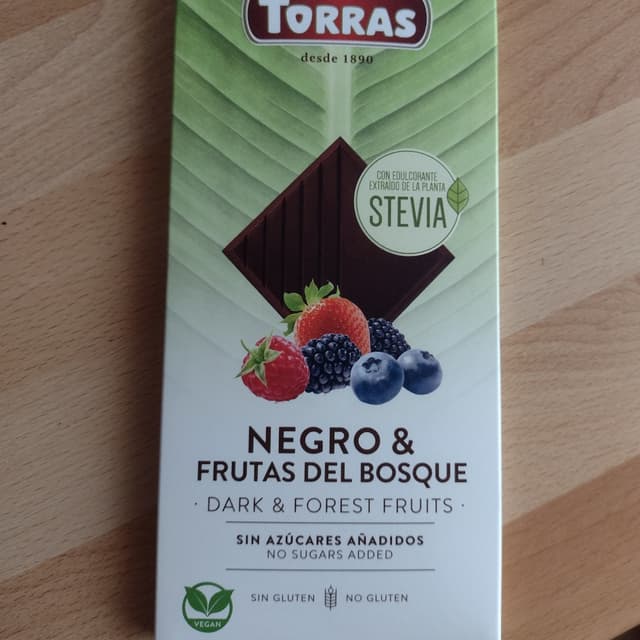 TORRAS
desde 1890
CON EDULCORANTE
EXTRAÍDO DE LA PLANTA
STEVIA
NEGRO &
FRUTAS DEL BOSQUE
· DARK & FOREST FRUITS ·
SIN AZÚCARES AÑADIDOS
NO SUGARS ADDED
SIN GLUTEN NO GLUTEN
VEGAN